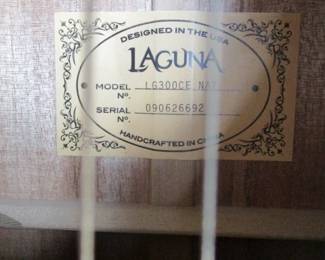 DESIGNED IN THE USA
LAGUNA
MODEL Nº. LG300CE NAT
SERIAL Nº. 090626692
HANDCRAFTED IN CHINA